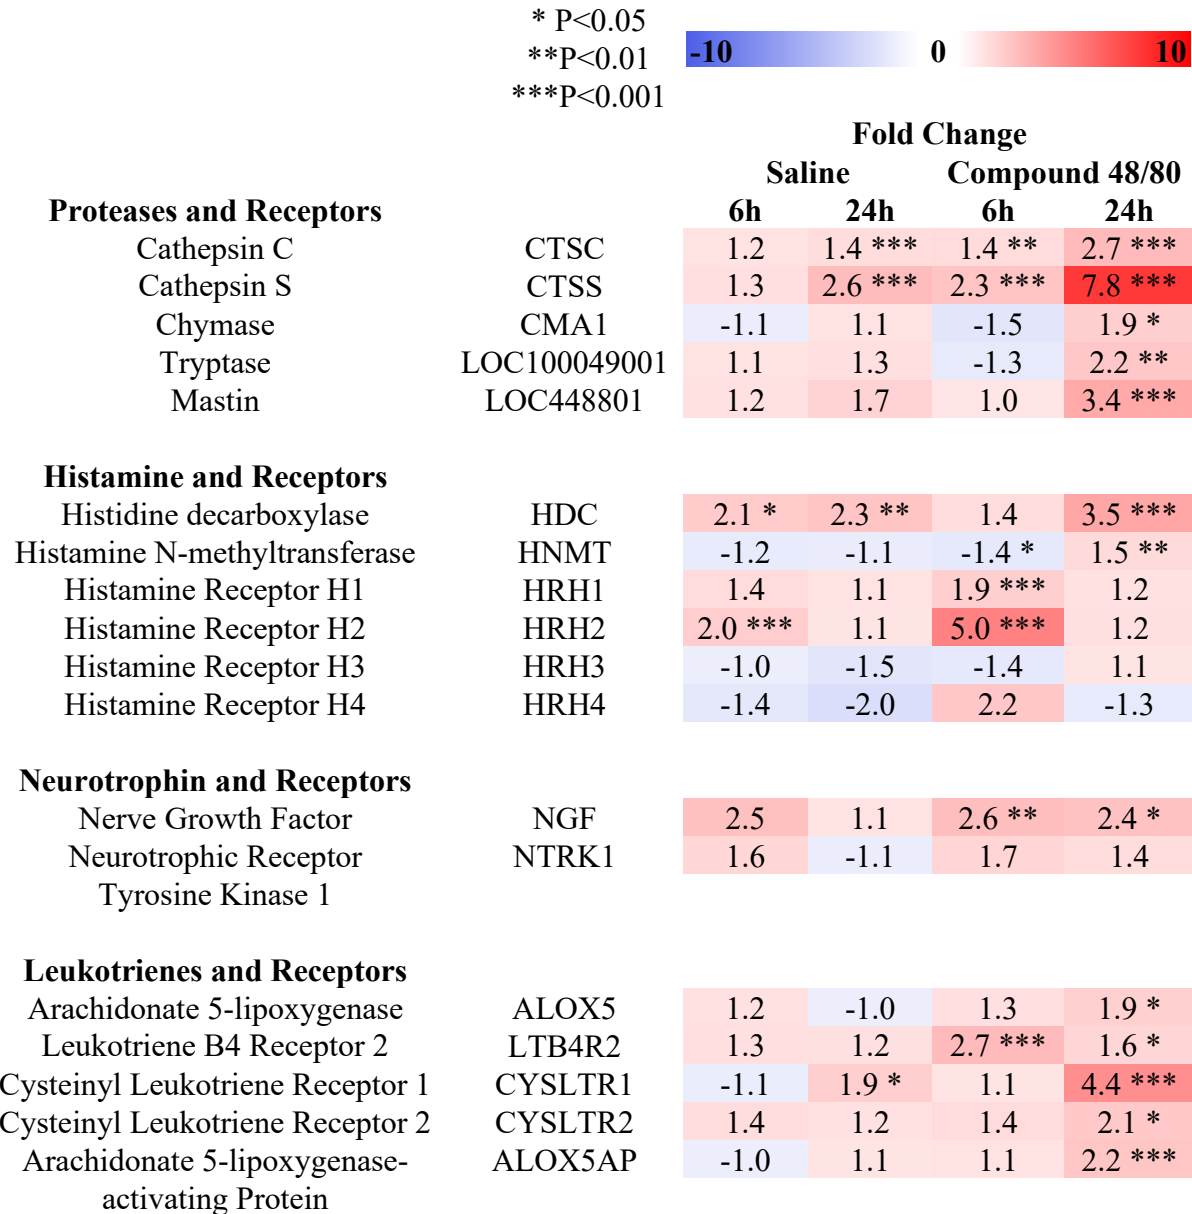 * P<0.05
**P<0.01
***P<0.001
-10 0 10
Fold Change
Saline Compound 48/80
Proteases and Receptors 6h 24h 6h 24h
Cathepsin C CTSC 1.2 1.4 *** 1.4 ** 2.7 ***
Cathepsin S CTSS 1.3 2.6 *** 2.3 *** 7.8 ***
Chymase CMA1 -1.1 1.1 -1.5 1.9 *
Tryptase LOC100049001 1.1 1.3 -1.3 2.2 **
Mastin LOC448801 1.2 1.7 1.0 3.4 ***
Histamine and Receptors
Histidine decarboxylase HDC 2.1 * 2.3 ** 1.4 3.5 ***
Histamine N-methyltransferase HNMT -1.2 -1.1 -1.4 * 1.5 **
Histamine Receptor H1 HRH1 1.4 1.1 1.9 *** 1.2
Histamine Receptor H2 HRH2 2.0 *** 1.1 5.0 *** 1.2
Histamine Receptor H3 HRH3 -1.0 -1.5 -1.4 1.1
Histamine Receptor H4 HRH4 -1.4 -2.0 2.2 -1.3
Neurotrophin and Receptors
Nerve Growth Factor NGF 2.5 1.1 2.6 ** 2.4 *
Neurotrophic Receptor NTRK1 1.6 -1.1 1.7 1.4
Tyrosine Kinase 1
Leukotrienes and Receptors
Arachidonate 5-lipoxygenase ALOX5 1.2 -1.0 1.3 1.9 *
Leukotriene B4 Receptor 2 LTB4R2 1.3 1.2 2.7 *** 1.6 *
Cysteinyl Leukotriene Receptor 1 CYSLTR1 -1.1 1.9 * 1.1 4.4 ***
Cysteinyl Leukotriene Receptor 2 CYSLTR2 1.4 1.2 1.4 2.1 *
Arachidonate 5-lipoxygenase- ALOX5AP -1.0 1.1 1.1 2.2 ***
activating Protein